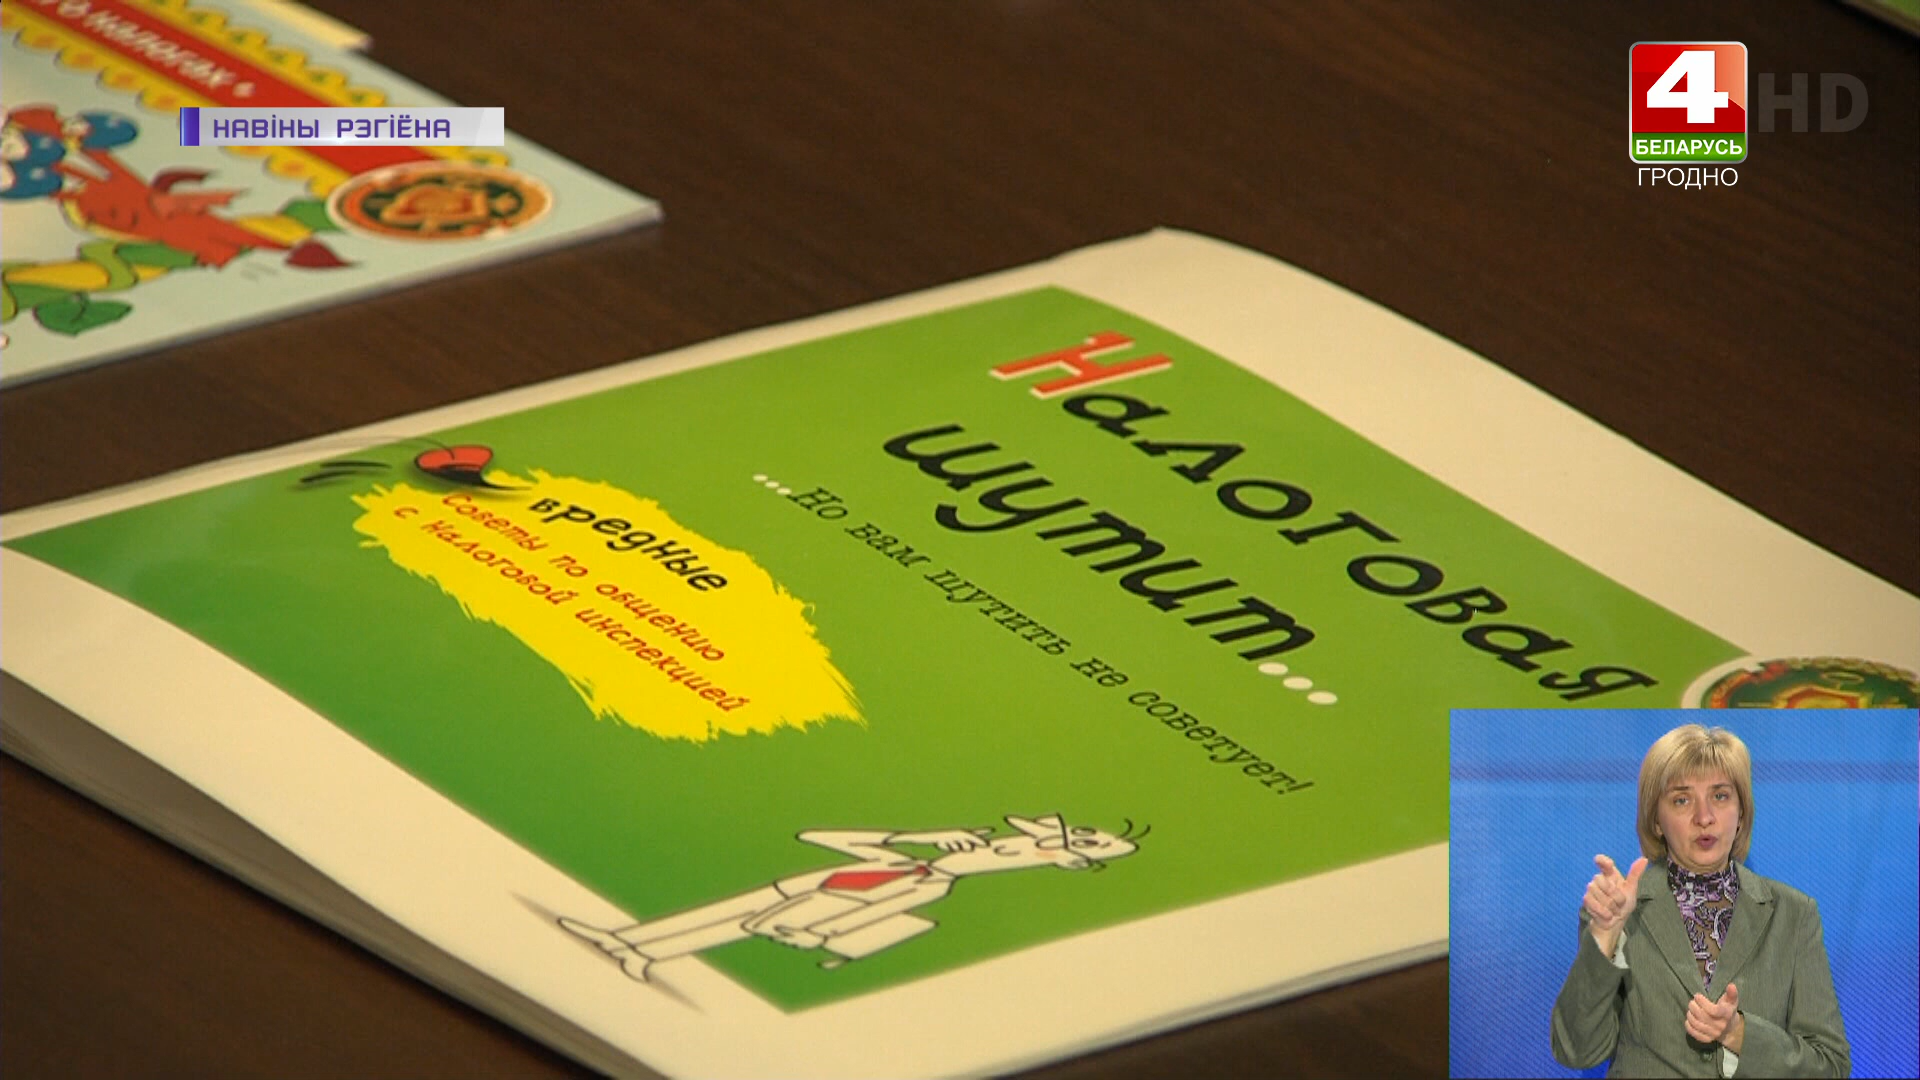 О НАЛОГАХ
НАВІНЫ РЭГІЁНА
4
HD
БЕЛАРУСЬ
ГРОДНО
Налоговая
шутит...
...Но вам шутить не советует!
вредные
Советы по общению
с налоговой инспекцией